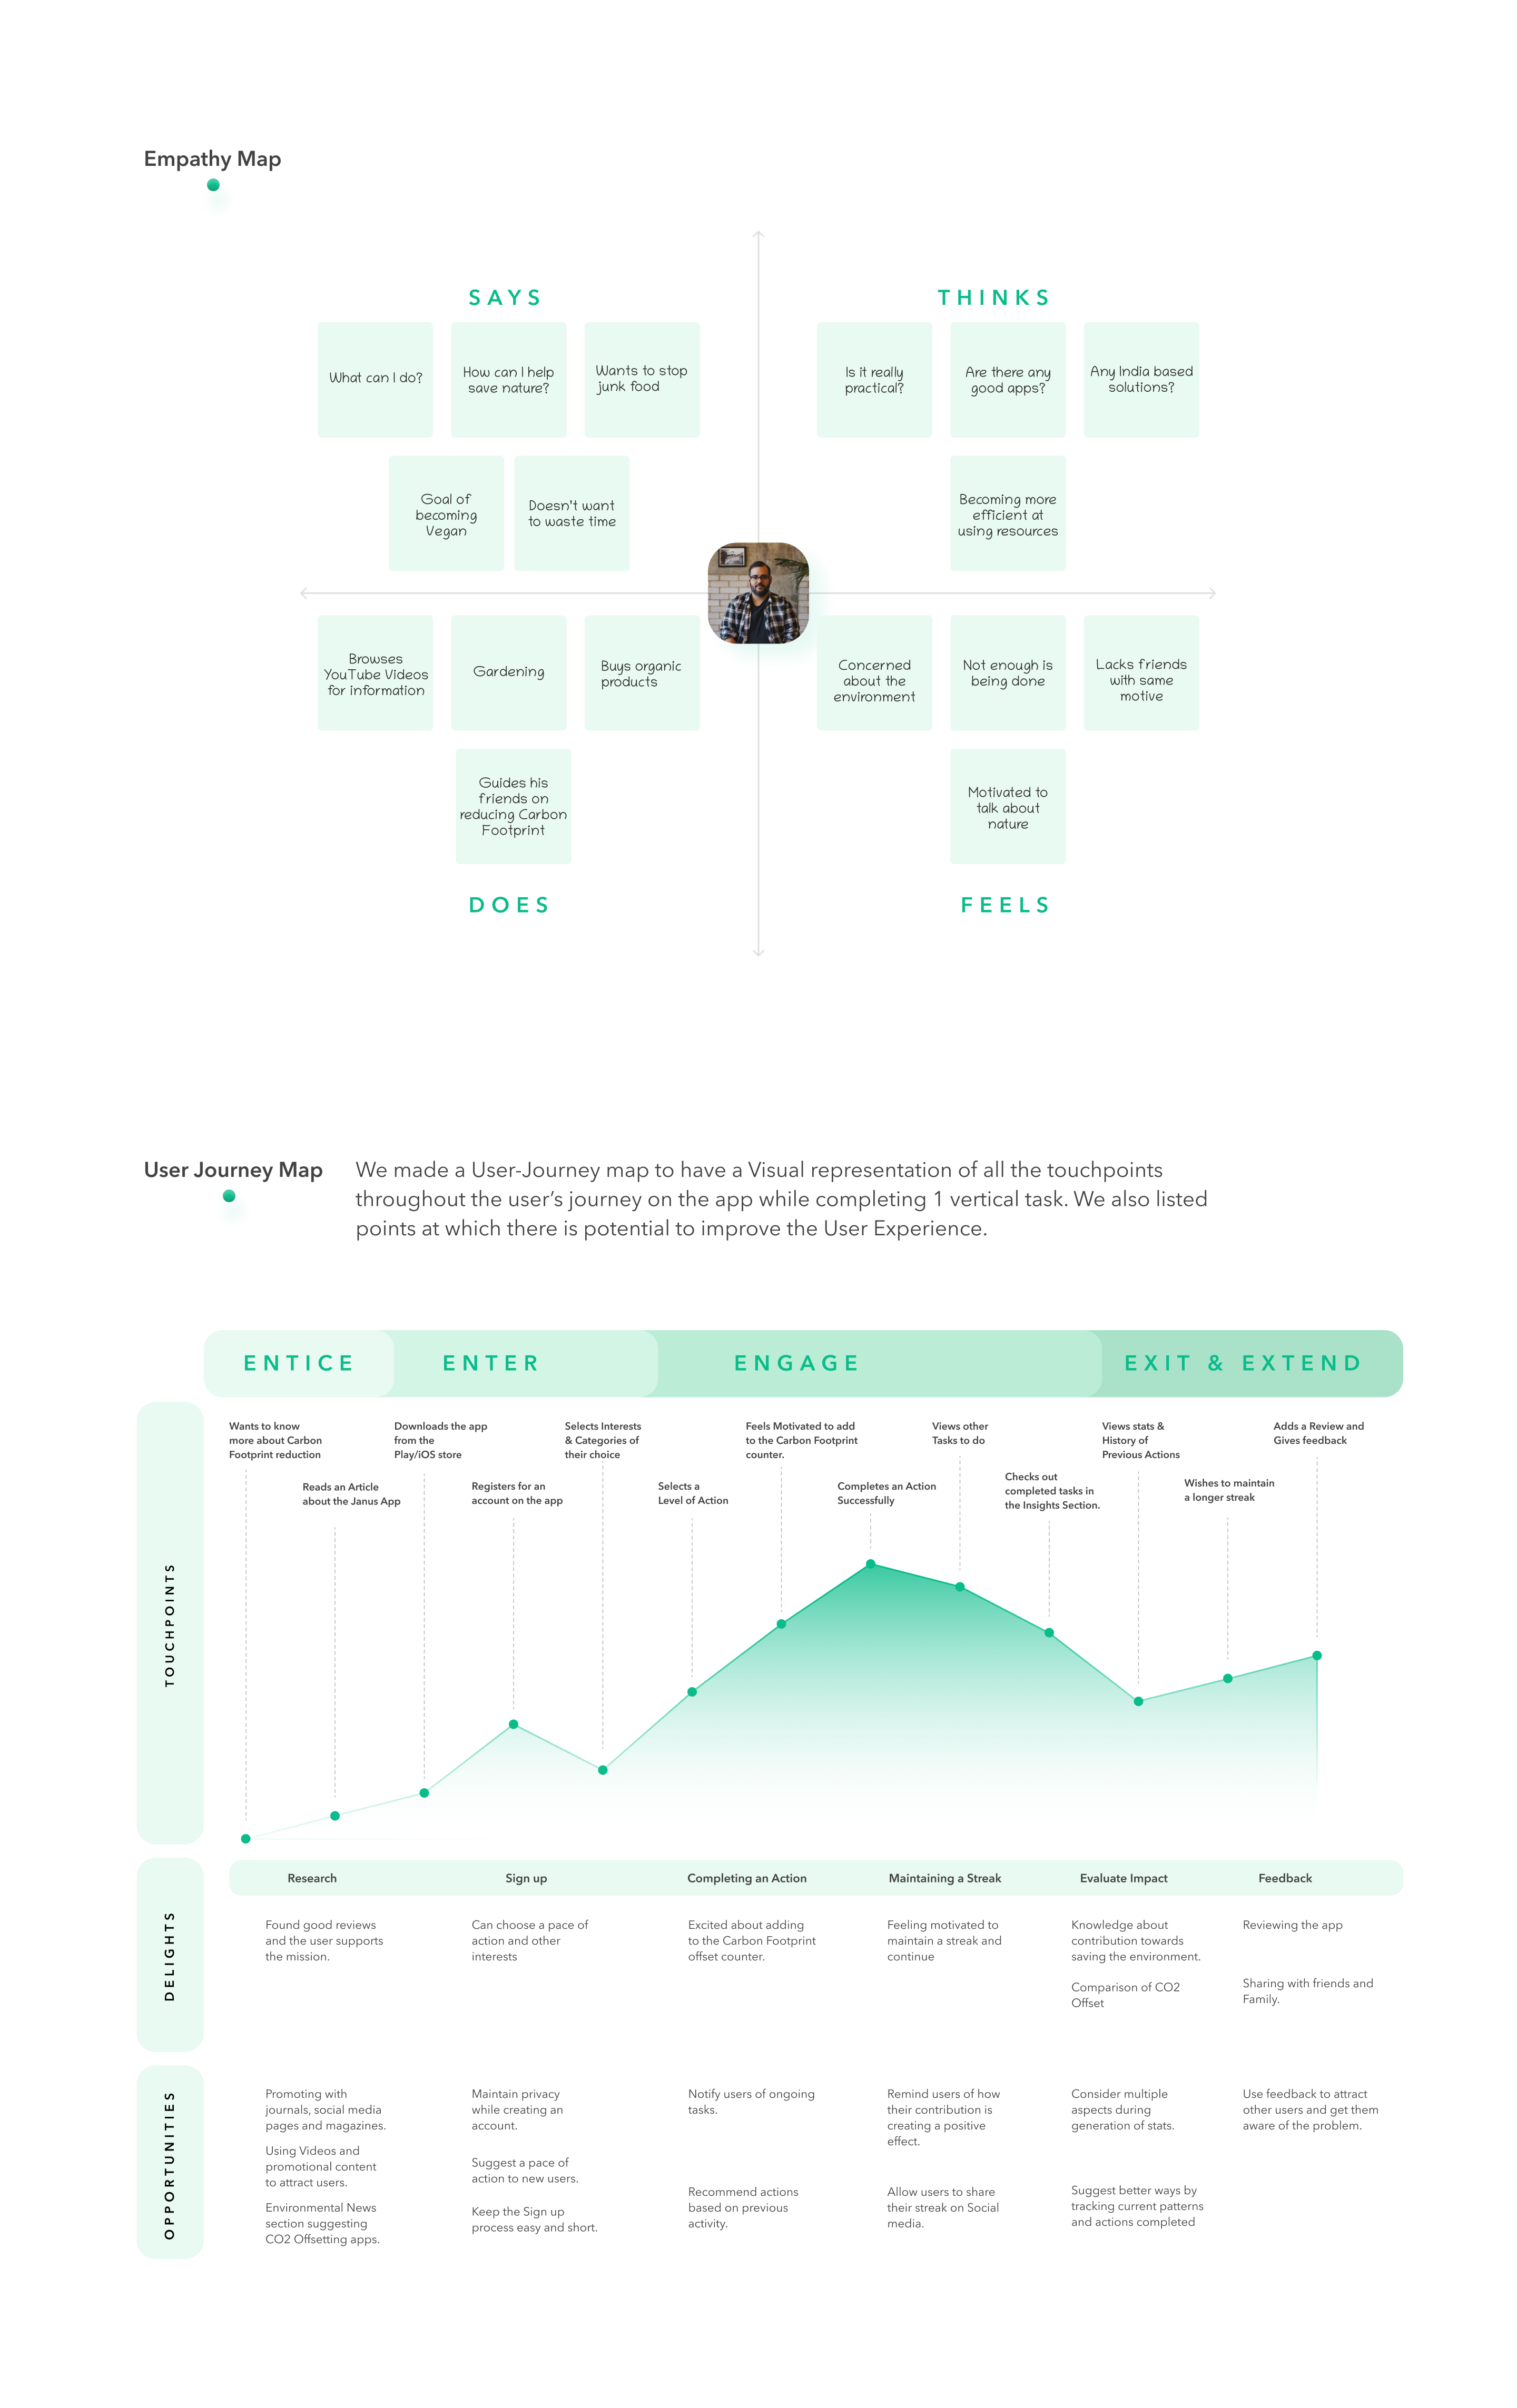 Empathy Map
SAYS
THINKS
What can I do?
How can I help
save nature?
Wants to stop
junk food
Is it really
practical?
Are there any
good apps?
Any India based
solutions?
Goal of
becoming
Vegan
Doesn't want
to waste time
Becoming more
efficient at
using resources
Browses
YouTube Videos
for information
Gardening
Buys organic
products
Concerned
about the
environment
Not enough is
being done
Lacks friends
with same
motive
Guides his
friends on
reducing Carbon
Footprint
Motivated to
talk about
nature
DOES
FEELS
User Journey Map
We made a User-Journey map to have a Visual representation of all the touchpoints
throughout the user’s journey on the app while completing 1 vertical task. We also listed
points at which there is potential to improve the User Experience.
ENTICE
ENTER
ENGAGE
EXIT & EXTEND
TOUCHPOINTS
Wants to know
more about Carbon
Footprint reduction
Reads an Article
about the Janus App
Downloads the app
from the
Play/iOS store
Registers for an
account on the app
Selects Interests
& Categories of
their choice
Selects a
Level of Action
Feels Motivated to add
to the Carbon Footprint
counter.
Completes an Action
Successfully
Views other
Tasks to do
Checks out
completed tasks in
the Insights Section.
Views stats &
History of
Previous Actions
Wishes to maintain
a longer streak
Adds a Review and
Gives feedback
Research
Sign up
Completing an Action
Maintaining a Streak
Evaluate Impact
Feedback
DELIGHTS
Found good reviews
and the user supports
the mission.
Can choose a pace of
action and other
interests
Excited about adding
to the Carbon Footprint
offset counter.
Feeling motivated to
maintain a streak and
continue
Knowledge about
contribution towards
saving the environment.
Comparison of CO2
Offset
Reviewing the app
Sharing with friends and
Family.
OPPORTUNITIES
Promoting with
journals, social media
pages and magazines.
Using Videos and
promotional content
to attract users.
Environmental News
section suggesting
CO2 Offsetting apps.
Maintain privacy
while creating an
account.
Suggest a pace of
action to new users.
Keep the Sign up
process easy and short.
Notify users of ongoing
tasks.
Recommend actions
based on previous
activity.
Remind users of how
their contribution is
creating a positive
effect.
Allow users to share
their streak on Social
media.
Consider multiple
aspects during
generation of stats.
Suggest better ways by
tracking current patterns
and actions completed
Use feedback to attract
other users and get them
aware of the problem.